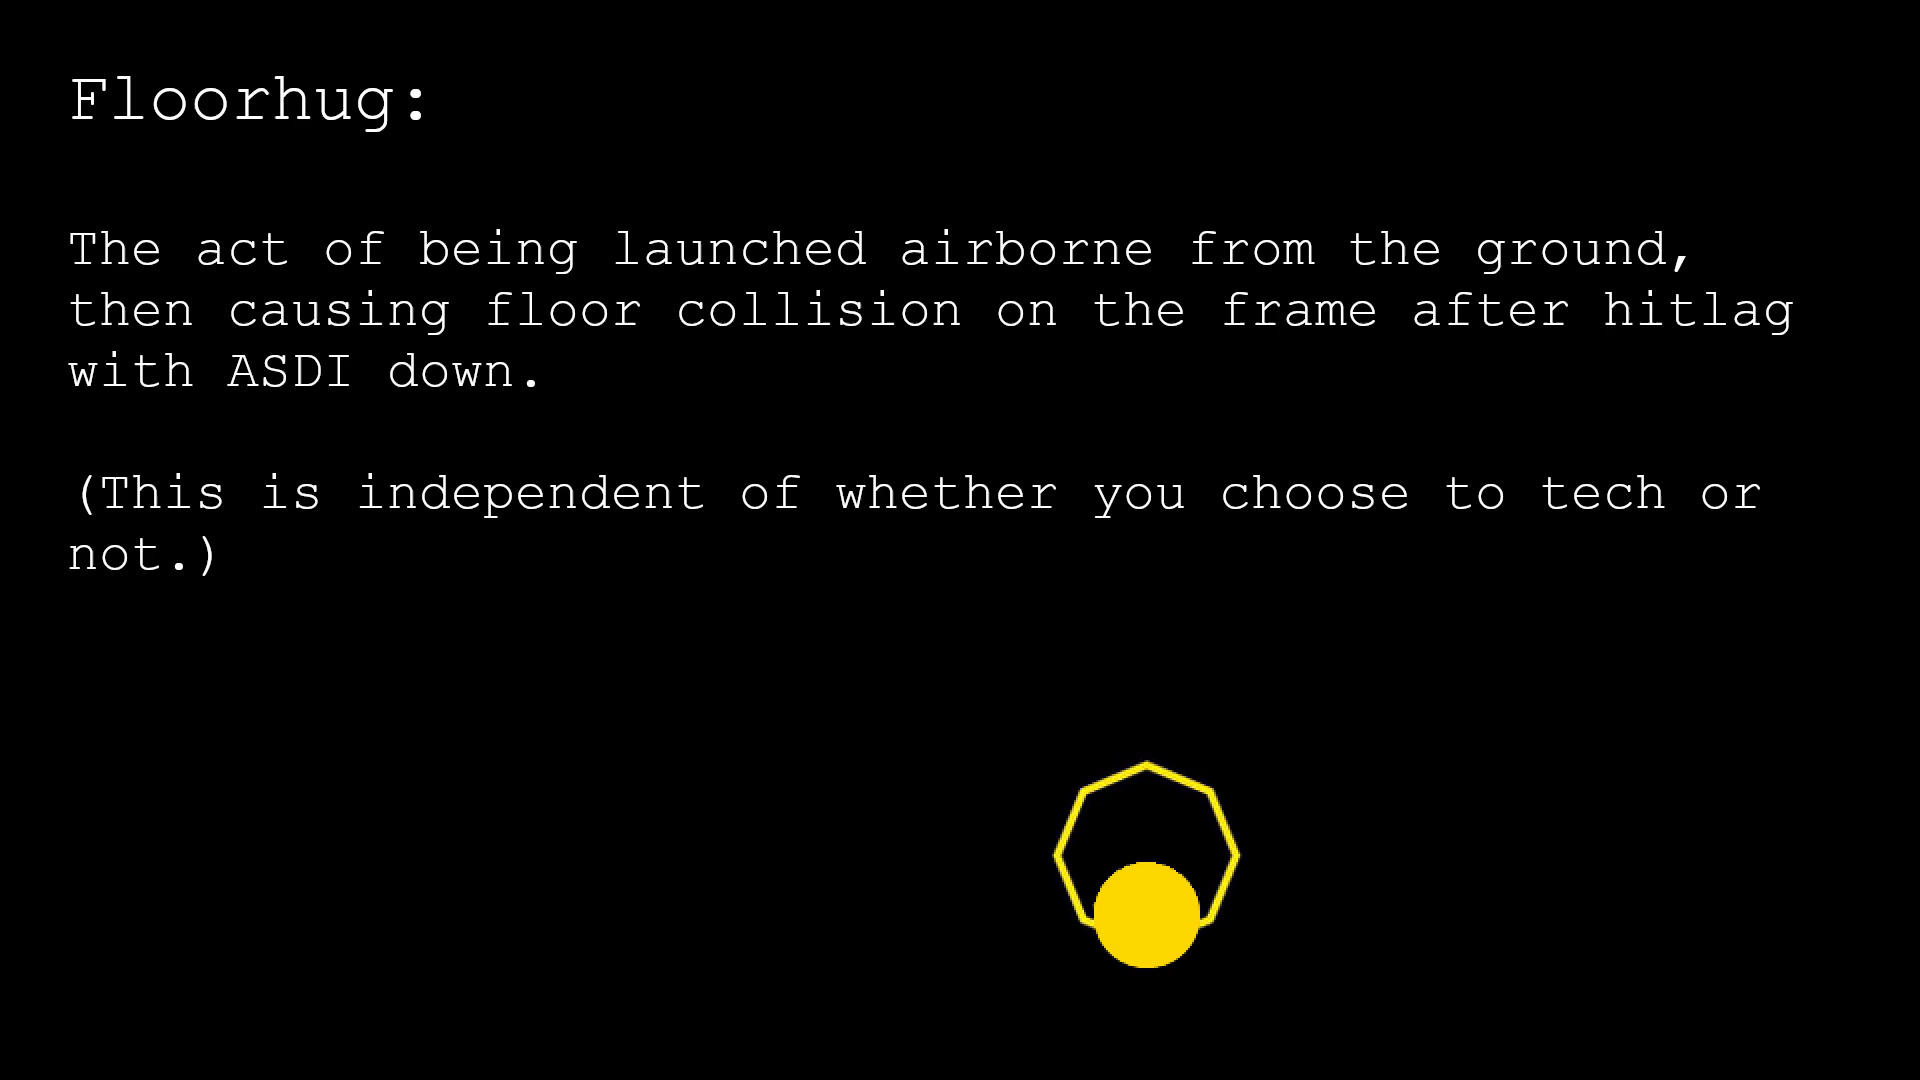 Floorhug:
The act of being launched airborne from the ground,
then causing floor collision on the frame after hitlag
with ASDI down.
(This is independent of whether you choose to tech or
not.)